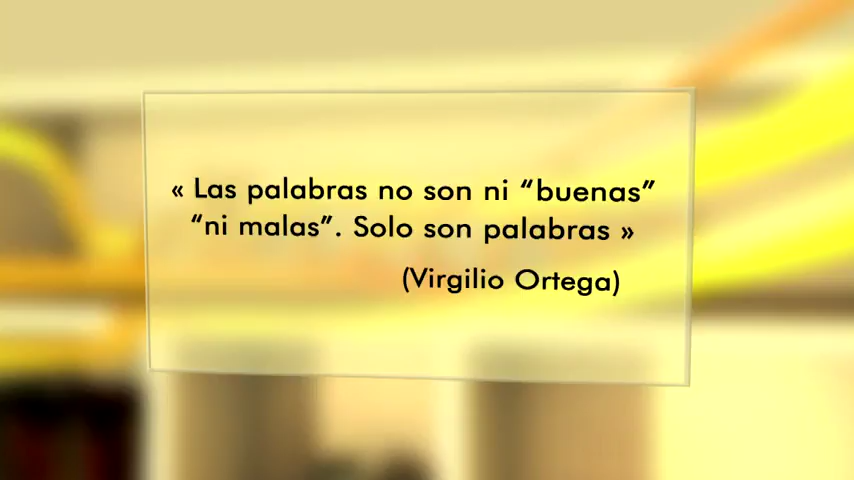 « Las palabras no son ni “buenas”
“ni malas”. Solo son palabras »
(Virgilio Ortega)